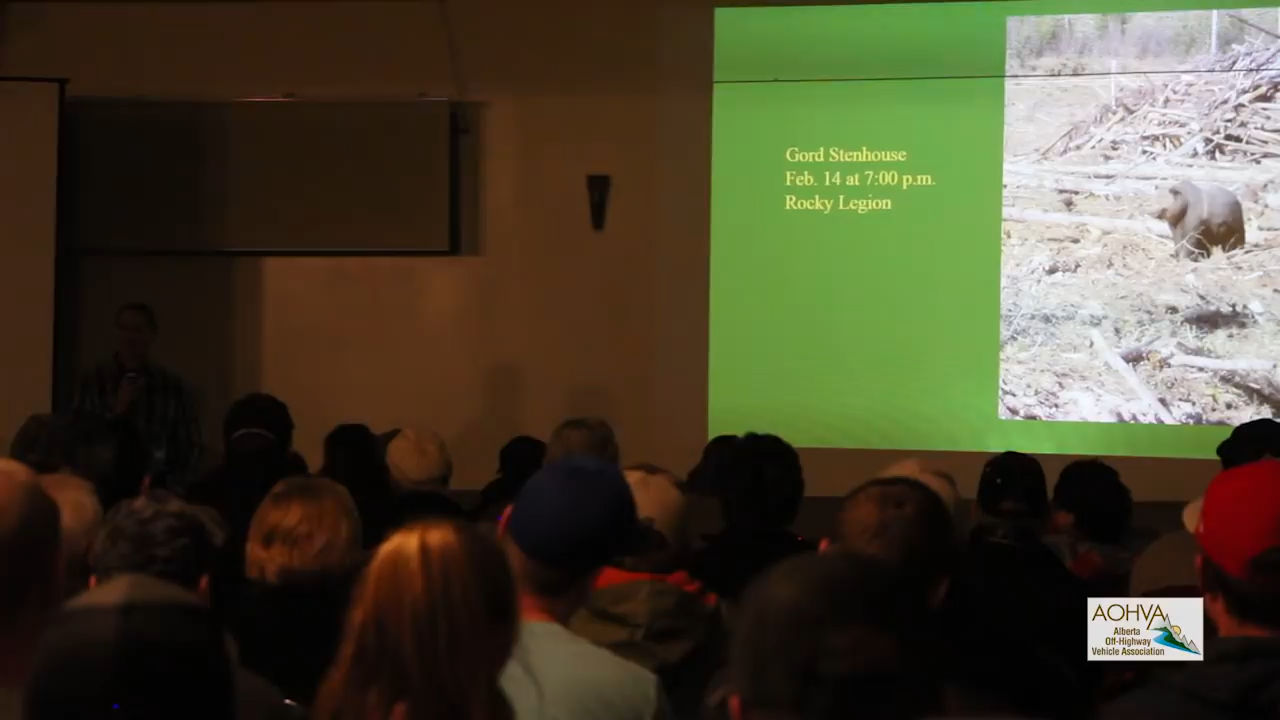 Gord Stenhouse
Feb. 14 at 7:00 p.m.
Rocky Legion
AOHVA
Alberta
Off-Highway
Vehicle Association